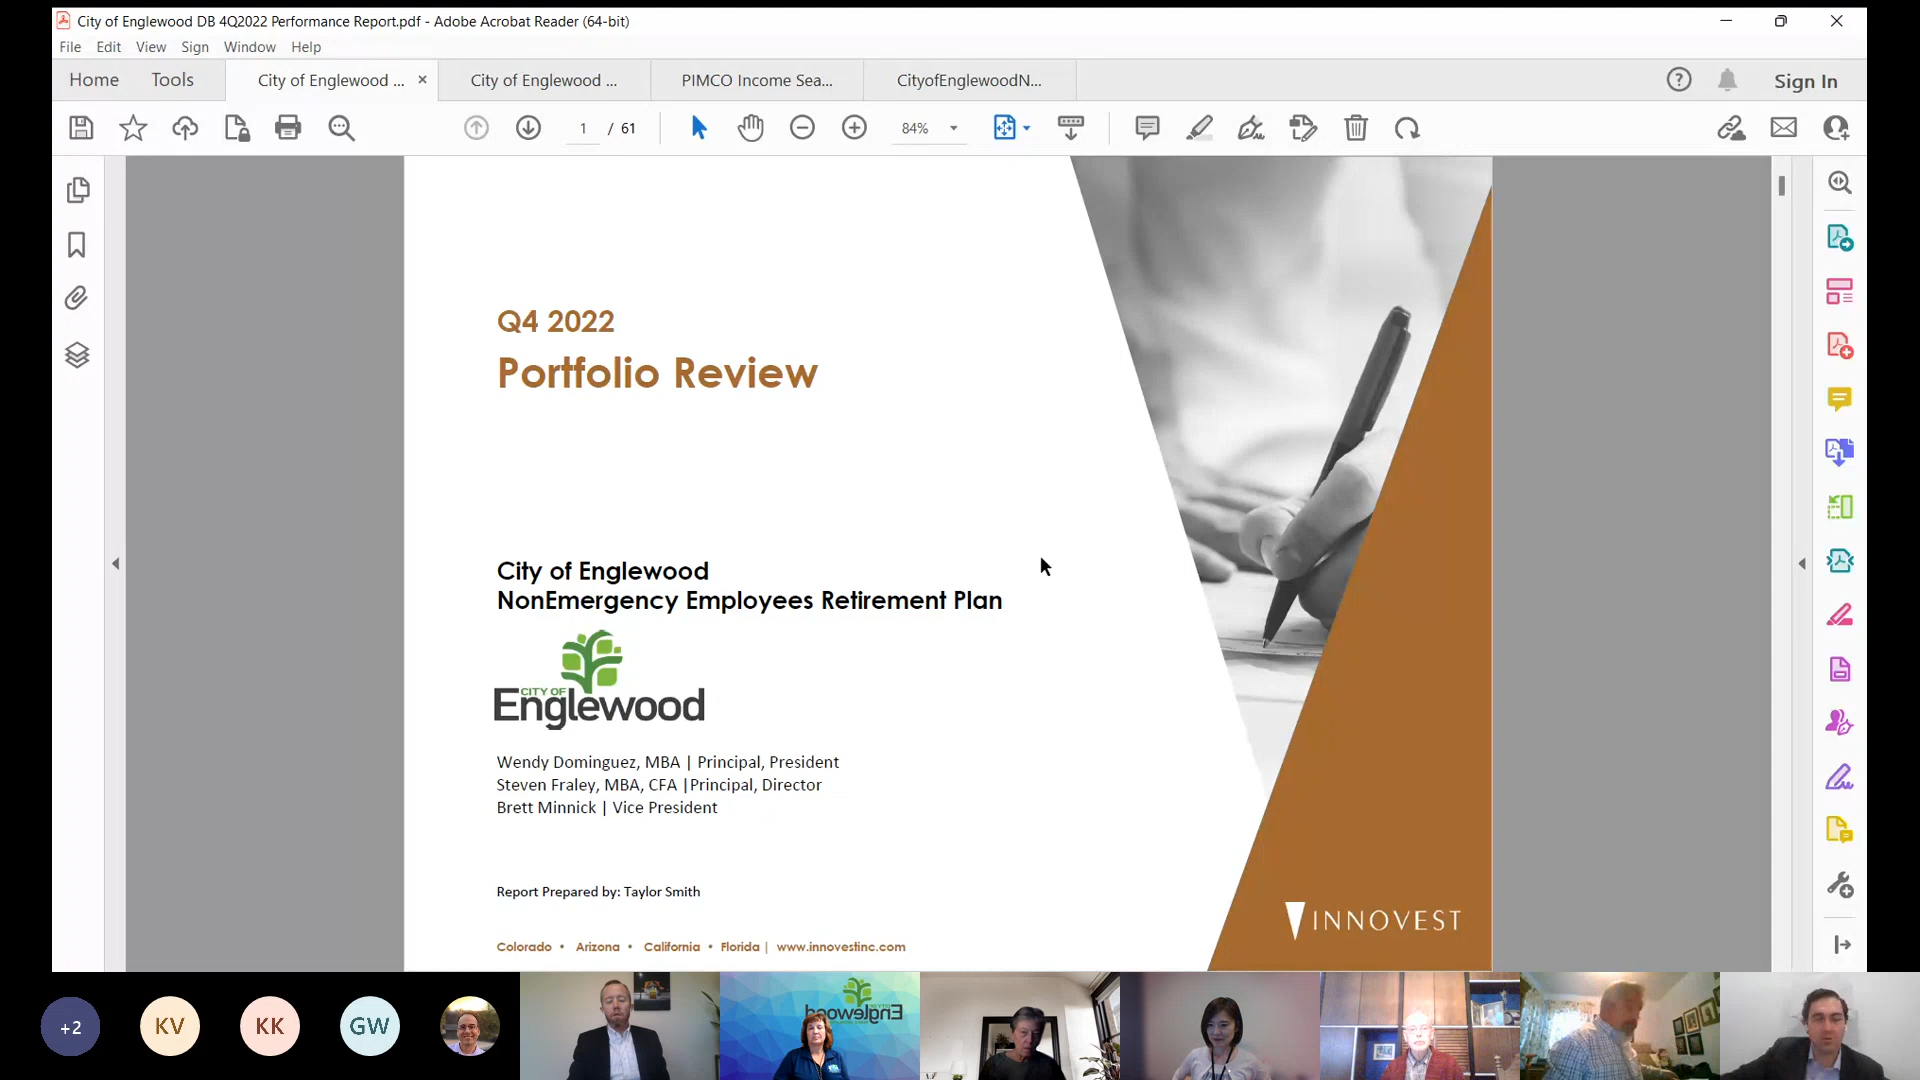 City of Englewood DB 4Q2022 Performance Report.pdf - Adobe Acrobat Reader (64-bit)
File Edit View Sign Window Help
Home Tools City of Englewood ... × City of Englewood ... PIMCO Income Sea... CityofEnglewoodN... Sign In
1 / 61 84%
Q4 2022
Portfolio Review
City of Englewood
NonEmergency Employees Retirement Plan
CITY OF
Englewood
Wendy Dominguez, MBA | Principal, President
Steven Fraley, MBA, CFA |Principal, Director
Brett Minnick | Vice President
Report Prepared by: Taylor Smith
INNOVEST
Colorado • Arizona • California • Florida | www.innovestinc.com
+2 KV KK GW
Englewood